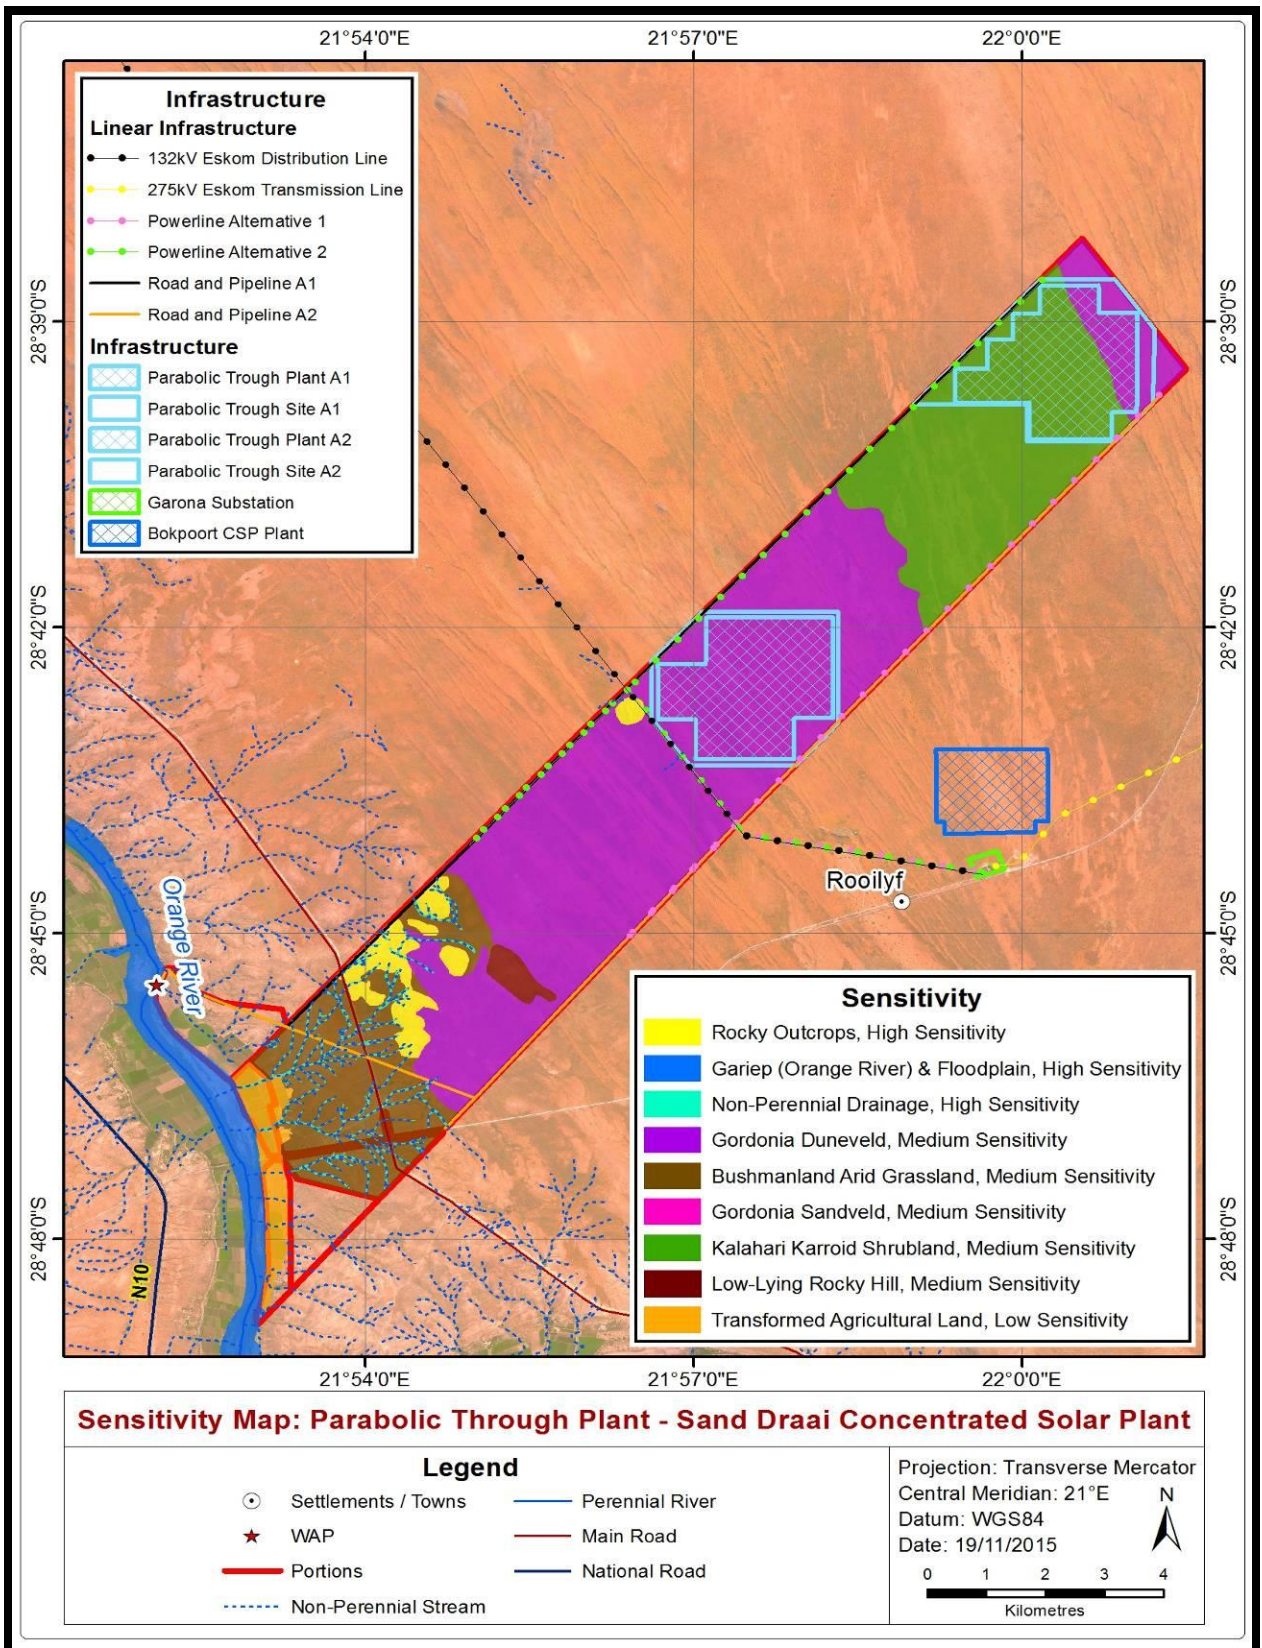 21°54'0"E
21°57'0"E
22°0'0"E
Infrastructure
Linear Infrastructure
132kV Eskom Distribution Line
275kV Eskom Transmission Line
Powerline Alternative 1
Powerline Alternative 2
Road and Pipeline A1
Road and Pipeline A2
Infrastructure
Parabolic Trough Plant A1
Parabolic Trough Site A1
Parabolic Trough Plant A2
Parabolic Trough Site A2
Garona Substation
Bokpoort CSP Plant
28°39'0"S
28°39'0"S
28°42'0"S
28°42'0"S
28°45'0"S
28°45'0"S
28°48'0"S
28°48'0"S
Rooilyf
Orange River
N10
Sensitivity
Rocky Outcrops, High Sensitivity
Gariep (Orange River) & Floodplain, High Sensitivity
Non-Perennial Drainage, High Sensitivity
Gordonia Duneveld, Medium Sensitivity
Bushmanland Arid Grassland, Medium Sensitivity
Gordonia Sandveld, Medium Sensitivity
Kalahari Karroid Shrubland, Medium Sensitivity
Low-Lying Rocky Hill, Medium Sensitivity
Transformed Agricultural Land, Low Sensitivity
21°54'0"E
21°57'0"E
22°0'0"E
Sensitivity Map: Parabolic Through Plant - Sand Draai Concentrated Solar Plant
Legend
Settlements / Towns
Perennial River
WAP
Main Road
Portions
National Road
Non-Perennial Stream
Projection: Transverse Mercator
Central Meridian: 21°E
Datum: WGS84
Date: 19/11/2015
N
0 1 2 3 4
Kilometres